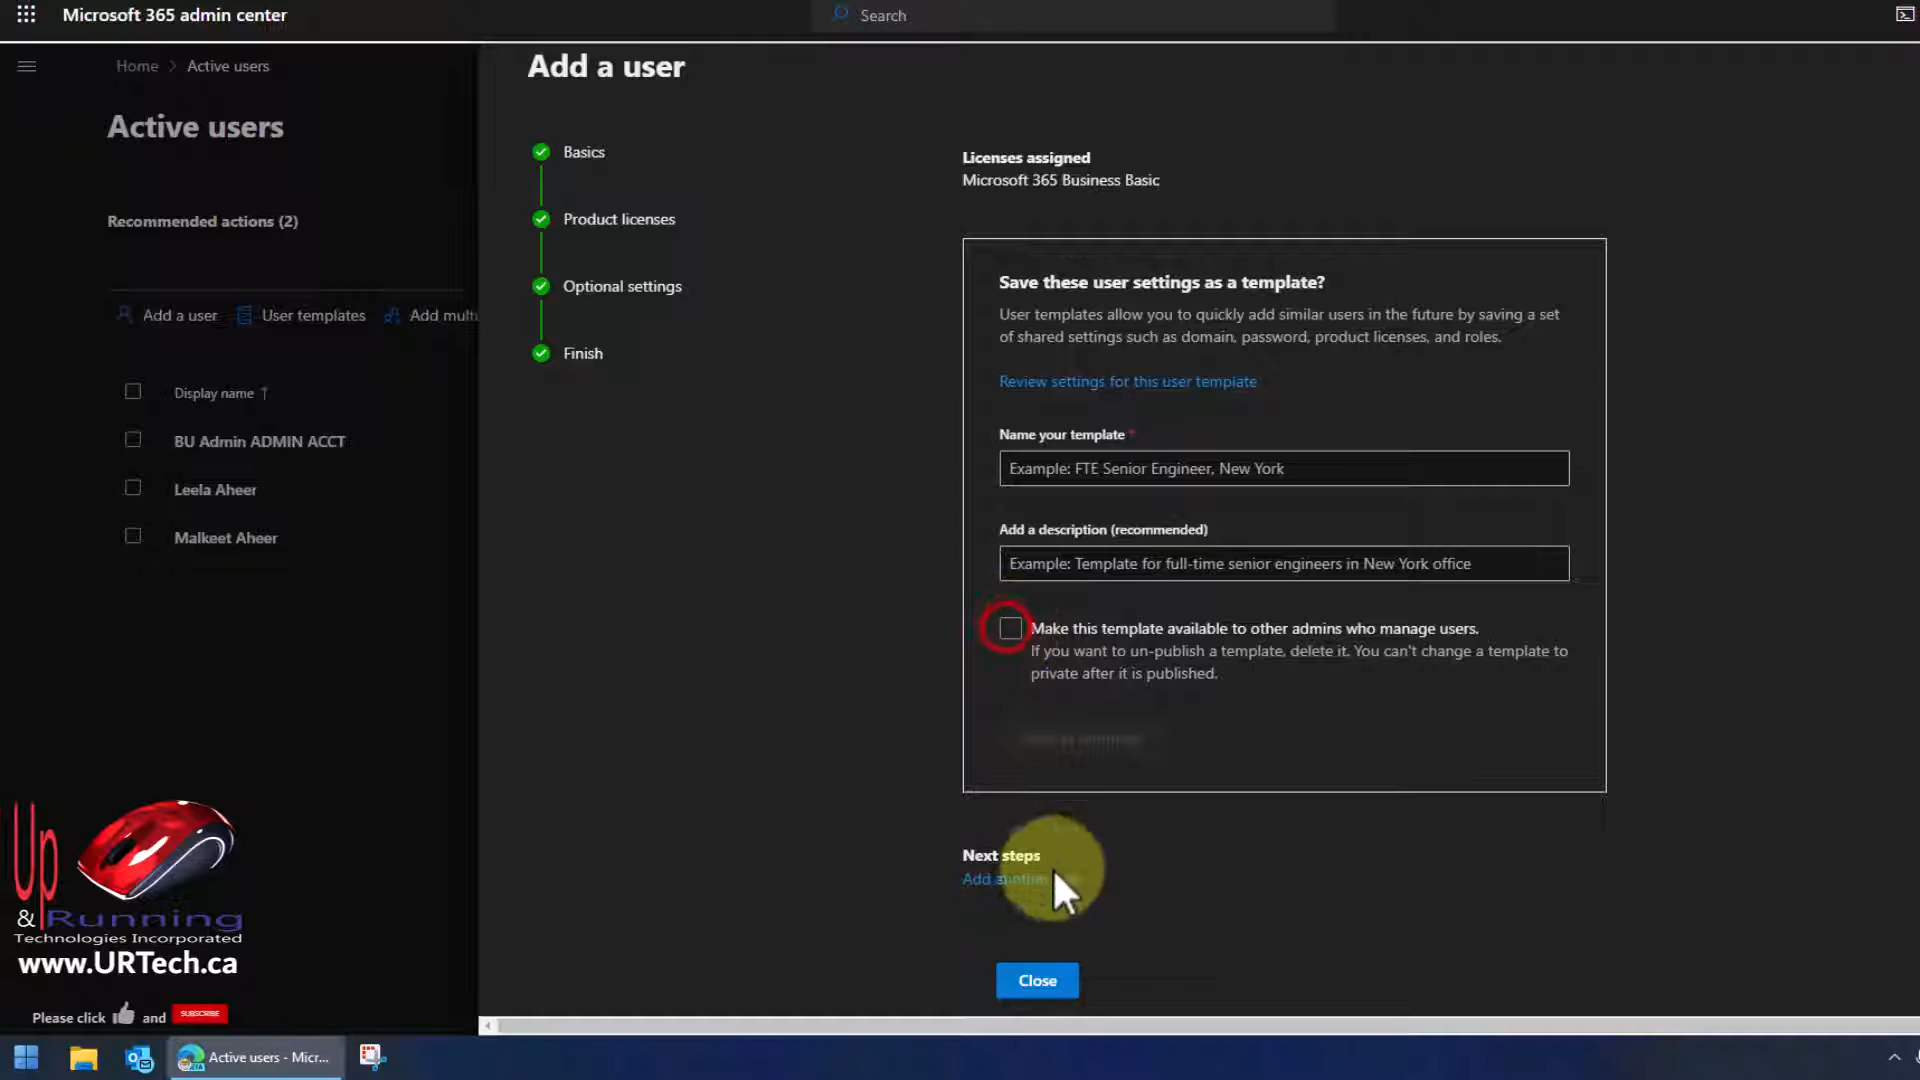 Microsoft 365 admin center
Search
Home > Active users
Add a user
Active users
Basics
Product licenses
Optional settings
Finish
Recommended actions (2)
Add a user
User templates
Add mult
Display name ↑
BU Admin ADMIN ACCT
Leela Aheer
Malkeet Aheer
Licenses assigned
Microsoft 365 Business Basic
Save these user settings as a template?
User templates allow you to quickly add similar users in the future by saving a set
of shared settings such as domain, password, product licenses, and roles.
Review settings for this user template
Name your template *
Example: FTE Senior Engineer, New York
Add a description (recommended)
Example: Template for full-time senior engineers in New York office
Make this template available to other admins who manage users.
If you want to un-publish a template, delete it. You can't change a template to
private after it is published.
Next steps
Add another
Close
Up
& Running
Technologies Incorporated
www.URTech.ca
Please click and SUBSCRIBE
Active users - Micr...